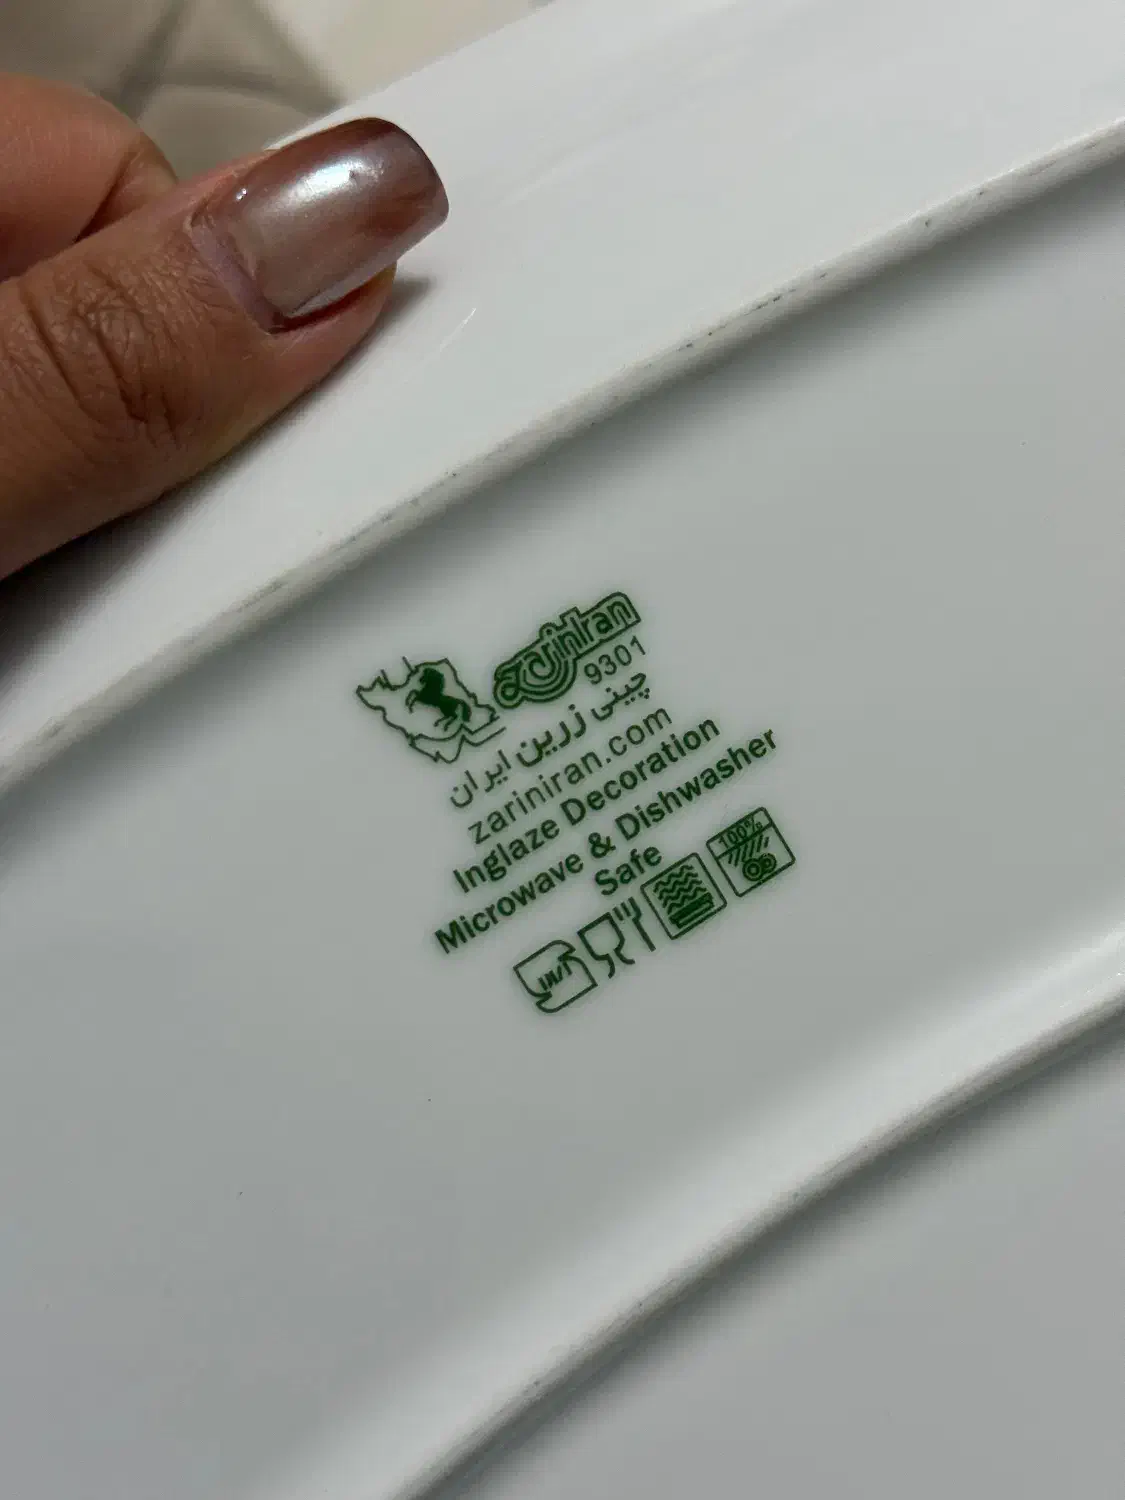 ZarinIran
9301
چینی زرین ایران
zariniran.com
Inglaze Decoration
Microwave & Dishwasher
Safe
100%